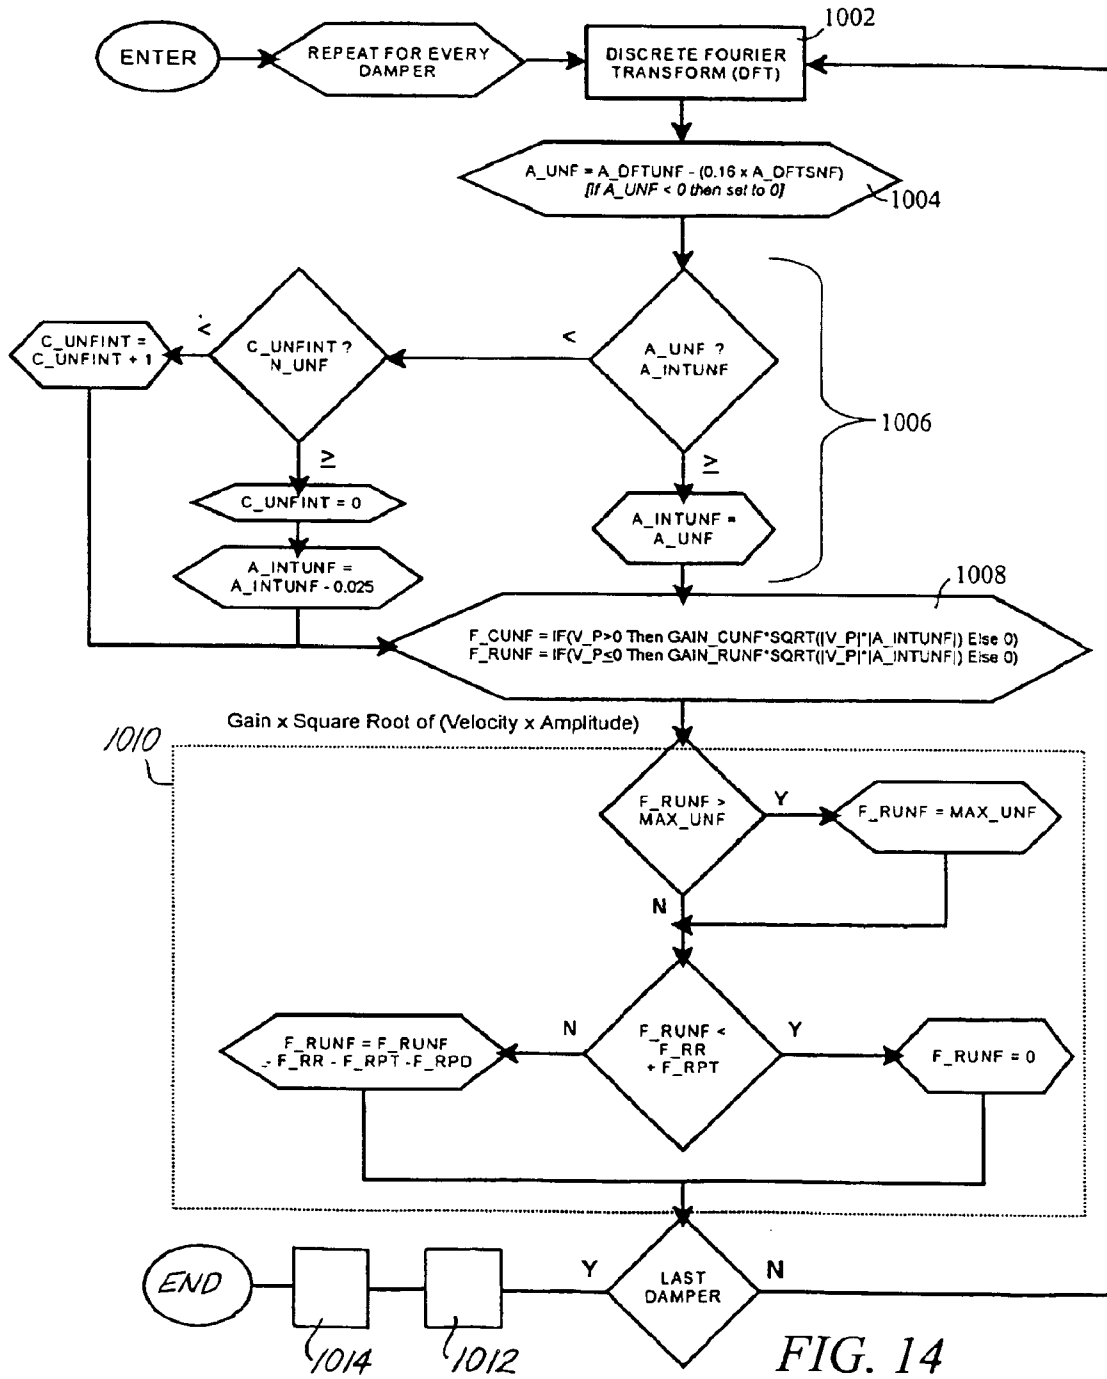 1002
ENTER
REPEAT FOR EVERY
DAMPER
DISCRETE FOURIER
TRANSFORM (DFT)
A_UNF = A_DFTUNF - (0.16 x A_DFTSNF)
[If A_UNF < 0 then set to 0]
1004
<
C_UNFINT =
C_UNFINT + 1
C_UNFINT ?
N_UNF
<
A_UNF ?
A_INTUNF
1006
≥
≥
C_UNFINT = 0
A_INTUNF =
A_UNF
A_INTUNF =
A_INTUNF - 0.025
1008
F_CUNF = IF(V_P>0 Then GAIN_CUNF*SQRT(|V_P|*|A_INTUNF|) Else 0)
F_RUNF = IF(V_P≤0 Then GAIN_RUNF*SQRT(|V_P|*|A_INTUNF|) Else 0)
Gain x Square Root of (Velocity x Amplitude)
1010
F_RUNF >
MAX_UNF
Y
F_RUNF = MAX_UNF
N
F_RUNF = F_RUNF
- F_RR - F_RPT - F_RPD
N
F_RUNF <
F_RR
+ F_RPT
Y
F_RUNF = 0
END
Y
LAST
DAMPER
N
1014
1012
FIG. 14